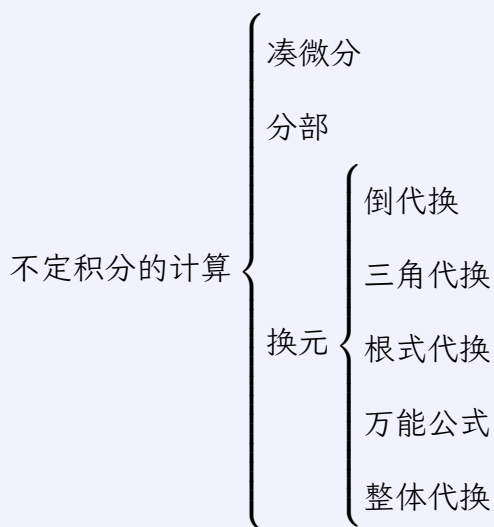 凑微分
分部
倒代换
三角代换
不定积分的计算
换元
根式代换
万能公式
整体代换